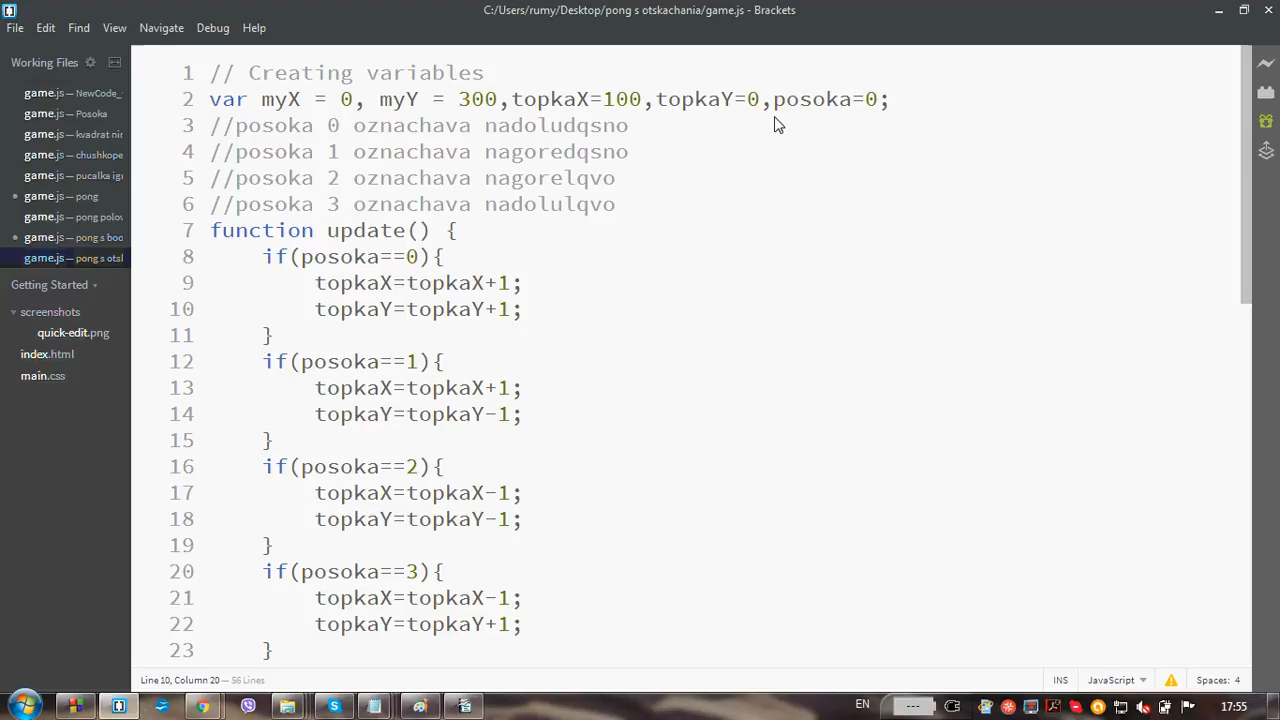 C:/Users/rumy/Desktop/pong s otskachania/game.js - Brackets
File Edit Find View Navigate Debug Help
Working Files
game.js — NewCode_
game.js — Posoka
game.js — kvadrat nir
game.js — chushkope
game.js — pucalka igr
game.js — pong
game.js — pong polov
game.js — pong s boo
game.js — pong s otsk
Getting Started
screenshots
quick-edit.png
index.html
main.css
1 // Creating variables
2 var myX = 0, myY = 300,topkaX=100,topkaY=0,posoka=0;
3 //posoka 0 oznachava nadoludqsno
4 //posoka 1 oznachava nagoredqsno
5 //posoka 2 oznachava nagorelqvo
6 //posoka 3 oznachava nadolulqvo
7 function update() {
8 if(posoka==0){
9 topkaX=topkaX+1;
10 topkaY=topkaY+1;
11 }
12 if(posoka==1){
13 topkaX=topkaX+1;
14 topkaY=topkaY-1;
15 }
16 if(posoka==2){
17 topkaX=topkaX-1;
18 topkaY=topkaY-1;
19 }
20 if(posoka==3){
21 topkaX=topkaX-1;
22 topkaY=topkaY+1;
23 }
Line 10, Column 20 — 56 Lines
INS JavaScript Spaces: 4
EN 17:55